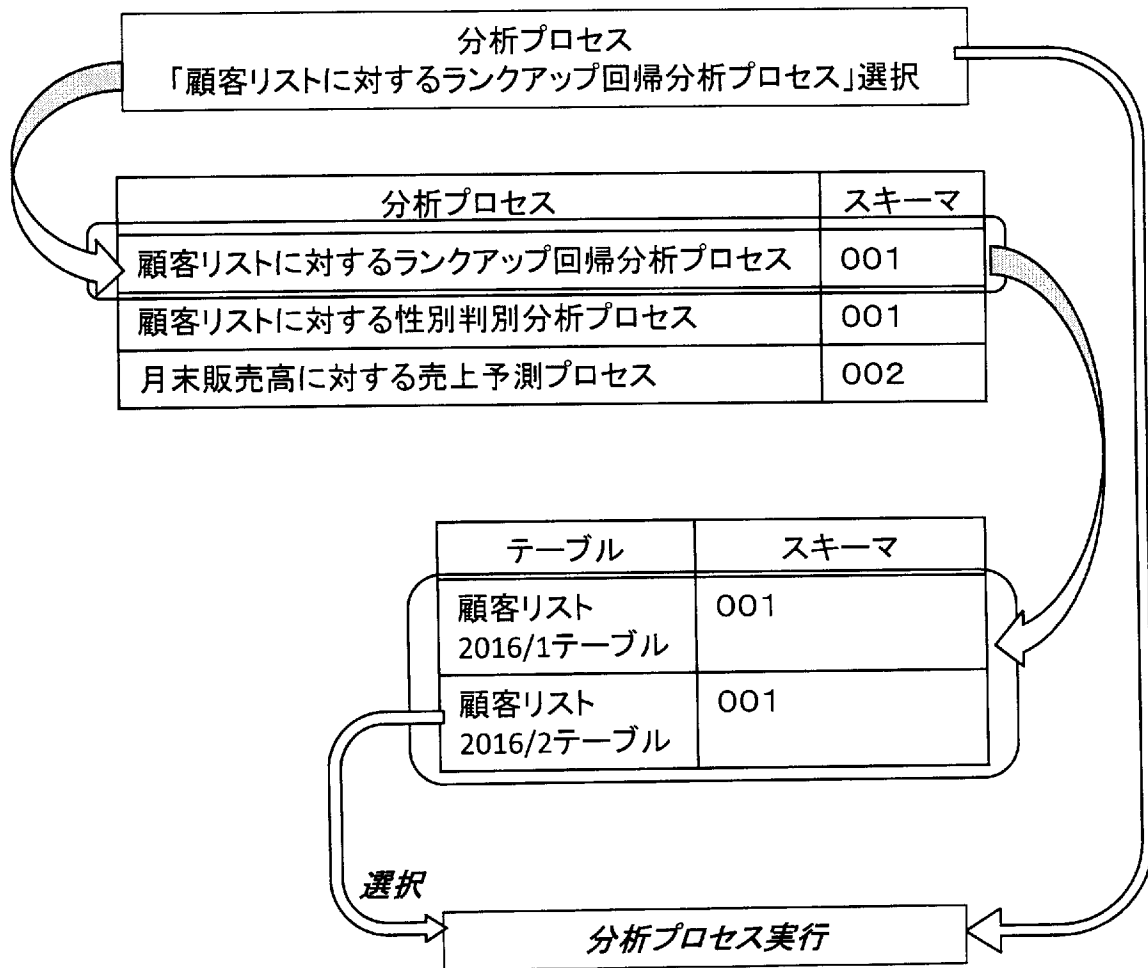 分析プロセス
「顧客リストに対するランクアップ回帰分析プロセス」選択
分析プロセス スキーマ
顧客リストに対するランクアップ回帰分析プロセス 001
顧客リストに対する性別判別分析プロセス 001
月末販売高に対する売上予測プロセス 002
テーブル スキーマ
顧客リスト 001
2016/1テーブル
顧客リスト 001
2016/2テーブル
選択
分析プロセス実行